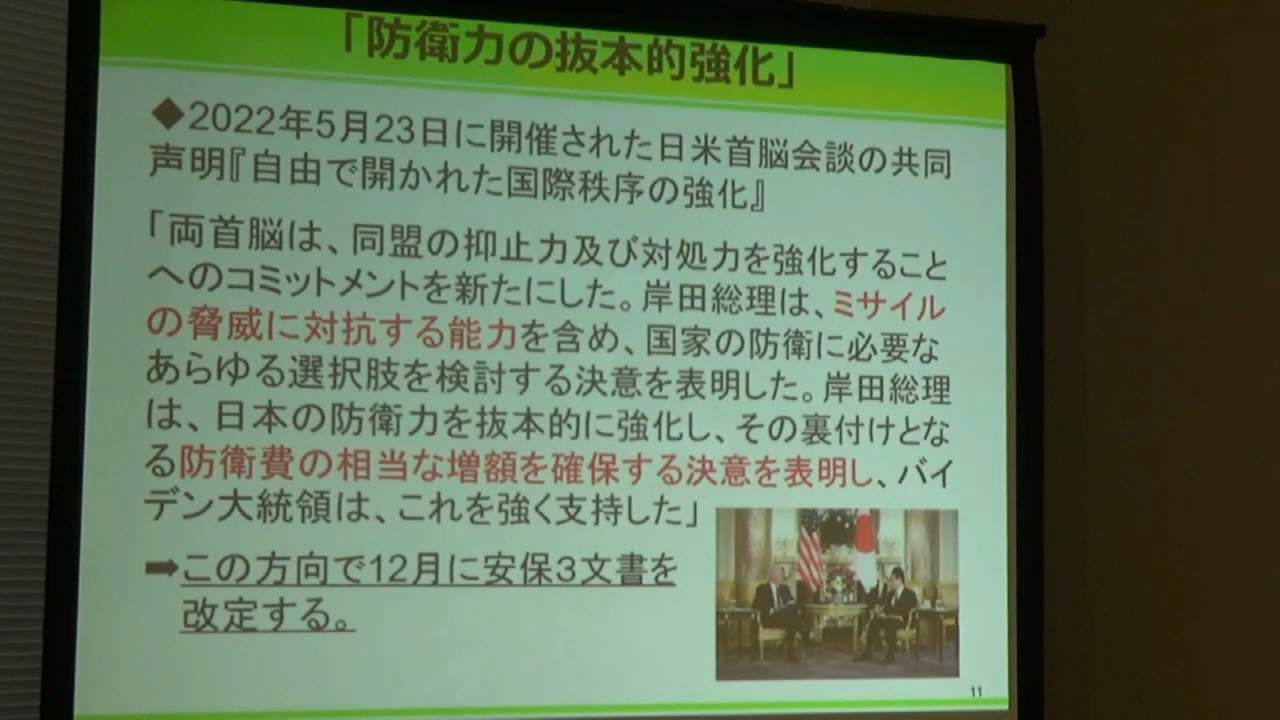 「防衛力の抜本的強化」
◆2022年5月23日に開催された日米首脳会談の共同
声明『自由で開かれた国際秩序の強化』
「両首脳は、同盟の抑止力及び対処力を強化すること
へのコミットメントを新たにした。岸田総理は、ミサイル
の脅威に対抗する能力を含め、国家の防衛に必要な
あらゆる選択肢を検討する決意を表明した。岸田総理
は、日本の防衛力を抜本的に強化し、その裏付けとな
る防衛費の相当な増額を確保する決意を表明し、バイ
デン大統領は、これを強く支持した」
➡この方向で12月に安保3文書を
改定する。
11